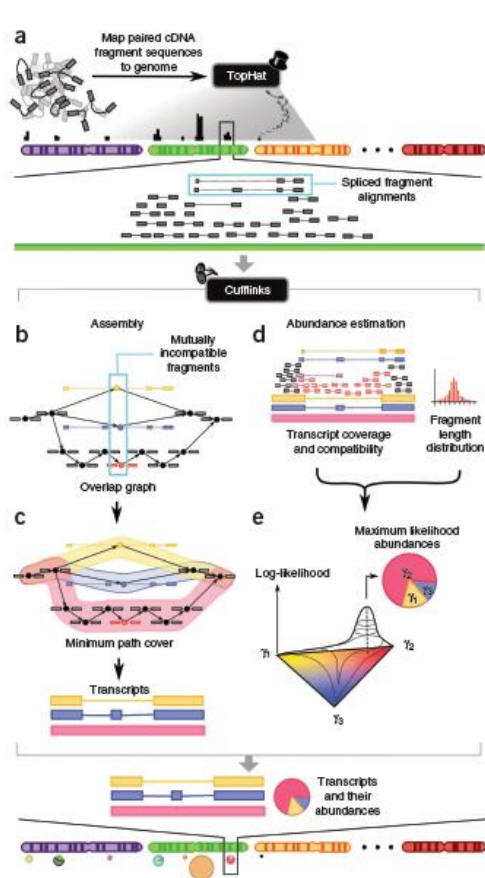 a
Map paired cDNA
fragment sequences
to genome
TopHat
Spliced fragment
alignments
Cufflinks
b
Assembly
Mutually
incompatible
fragments
Overlap graph
c
Minimum path cover
Transcripts
d
Abundance estimation
Transcript coverage
and compatibility
Fragment
length
distribution
e
Maximum likelihood
abundances
γ2
γ1
γ3
Log-likelihood
γ1
γ2
γ3
Transcripts
and their
abundances